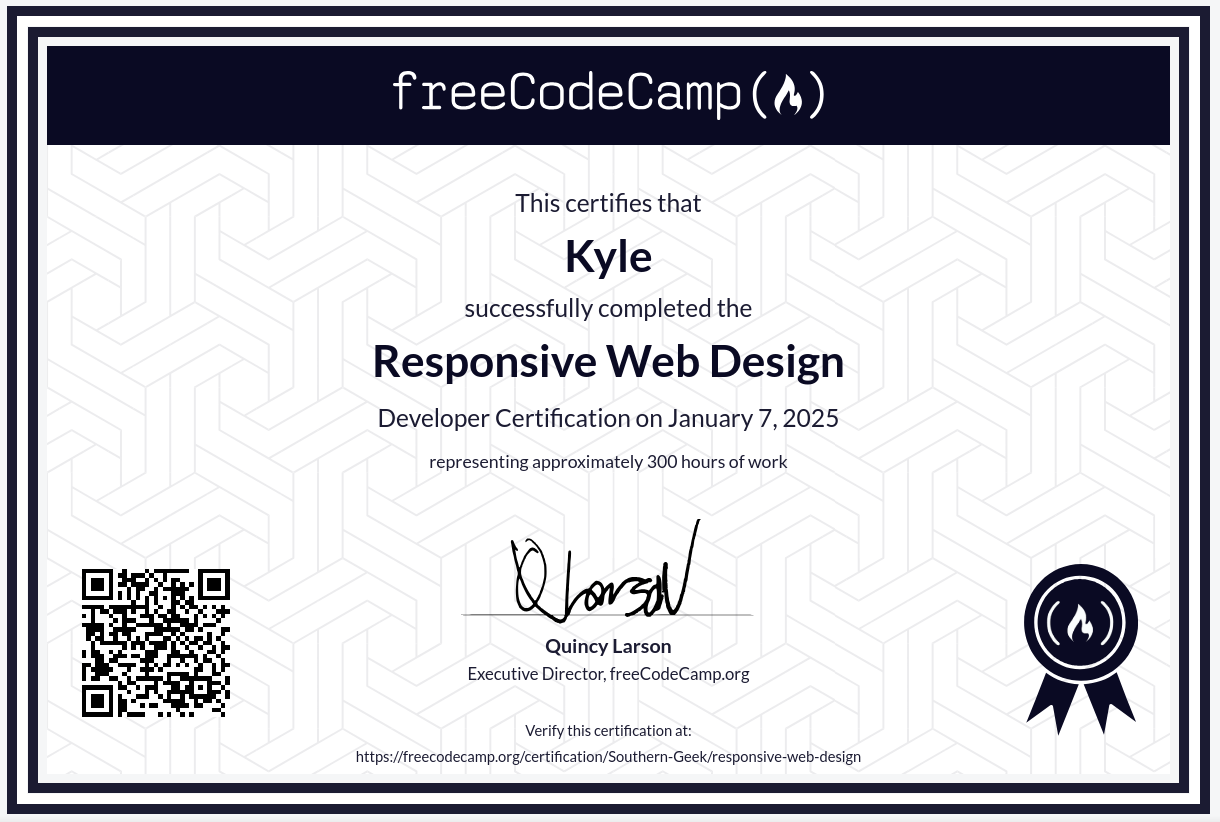 freeCodeCamp
This certifies that
Kyle
successfully completed the
Responsive Web Design
Developer Certification on January 7, 2025
representing approximately 300 hours of work
Quincy Larson
Executive Director, freeCodeCamp.org
Verify this certification at:
https://freecodecamp.org/certification/Southern-Geek/responsive-web-design